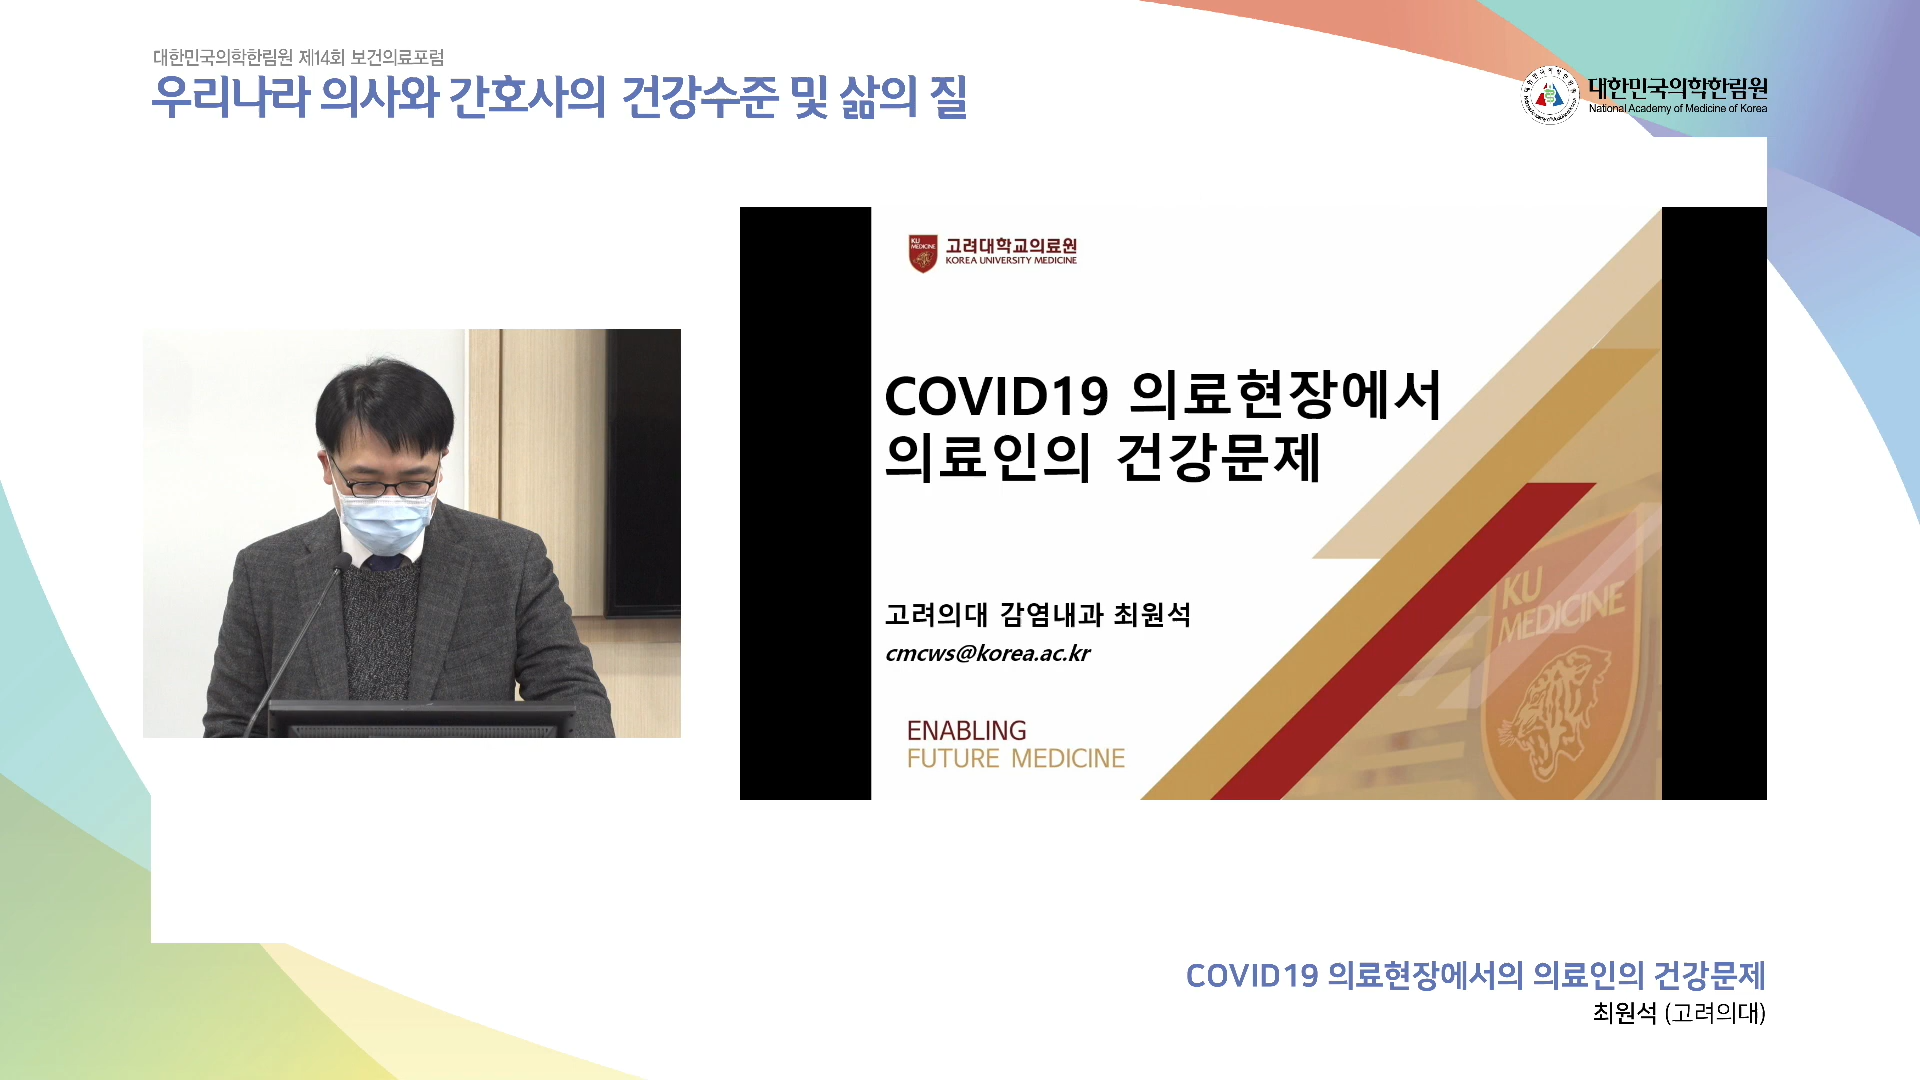 대한민국의학한림원 제14회 보건의료포럼
우리나라 의사와 간호사의 건강수준 및 삶의 질
대한민국의학한림원
National Academy of Medicine of Korea
KU
MEDICINE
고려대학교의료원
KOREA UNIVERSITY MEDICINE
COVID19 의료현장에서
의료인의 건강문제
고려의대 감염내과 최원석
cmcws@korea.ac.kr
ENABLING
FUTURE MEDICINE
KU
MEDICINE
COVID19 의료현장에서의 의료인의 건강문제
최원석 (고려의대)